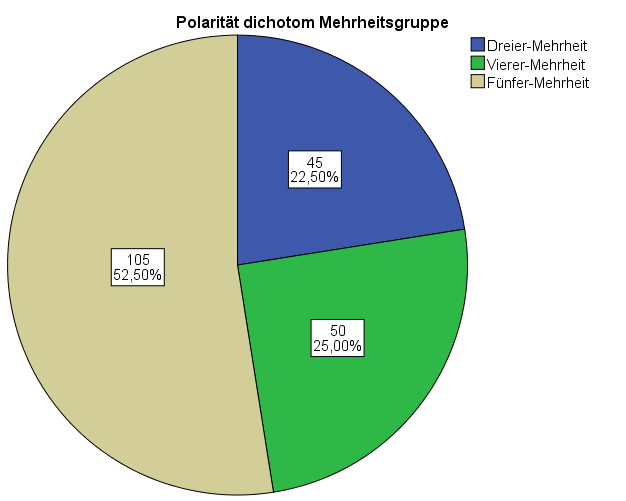 Polarität dichotom Mehrheitsgruppe
Dreier-Mehrheit
Vierer-Mehrheit
Fünfer-Mehrheit
45
22,50%
105
52,50%
50
25,00%